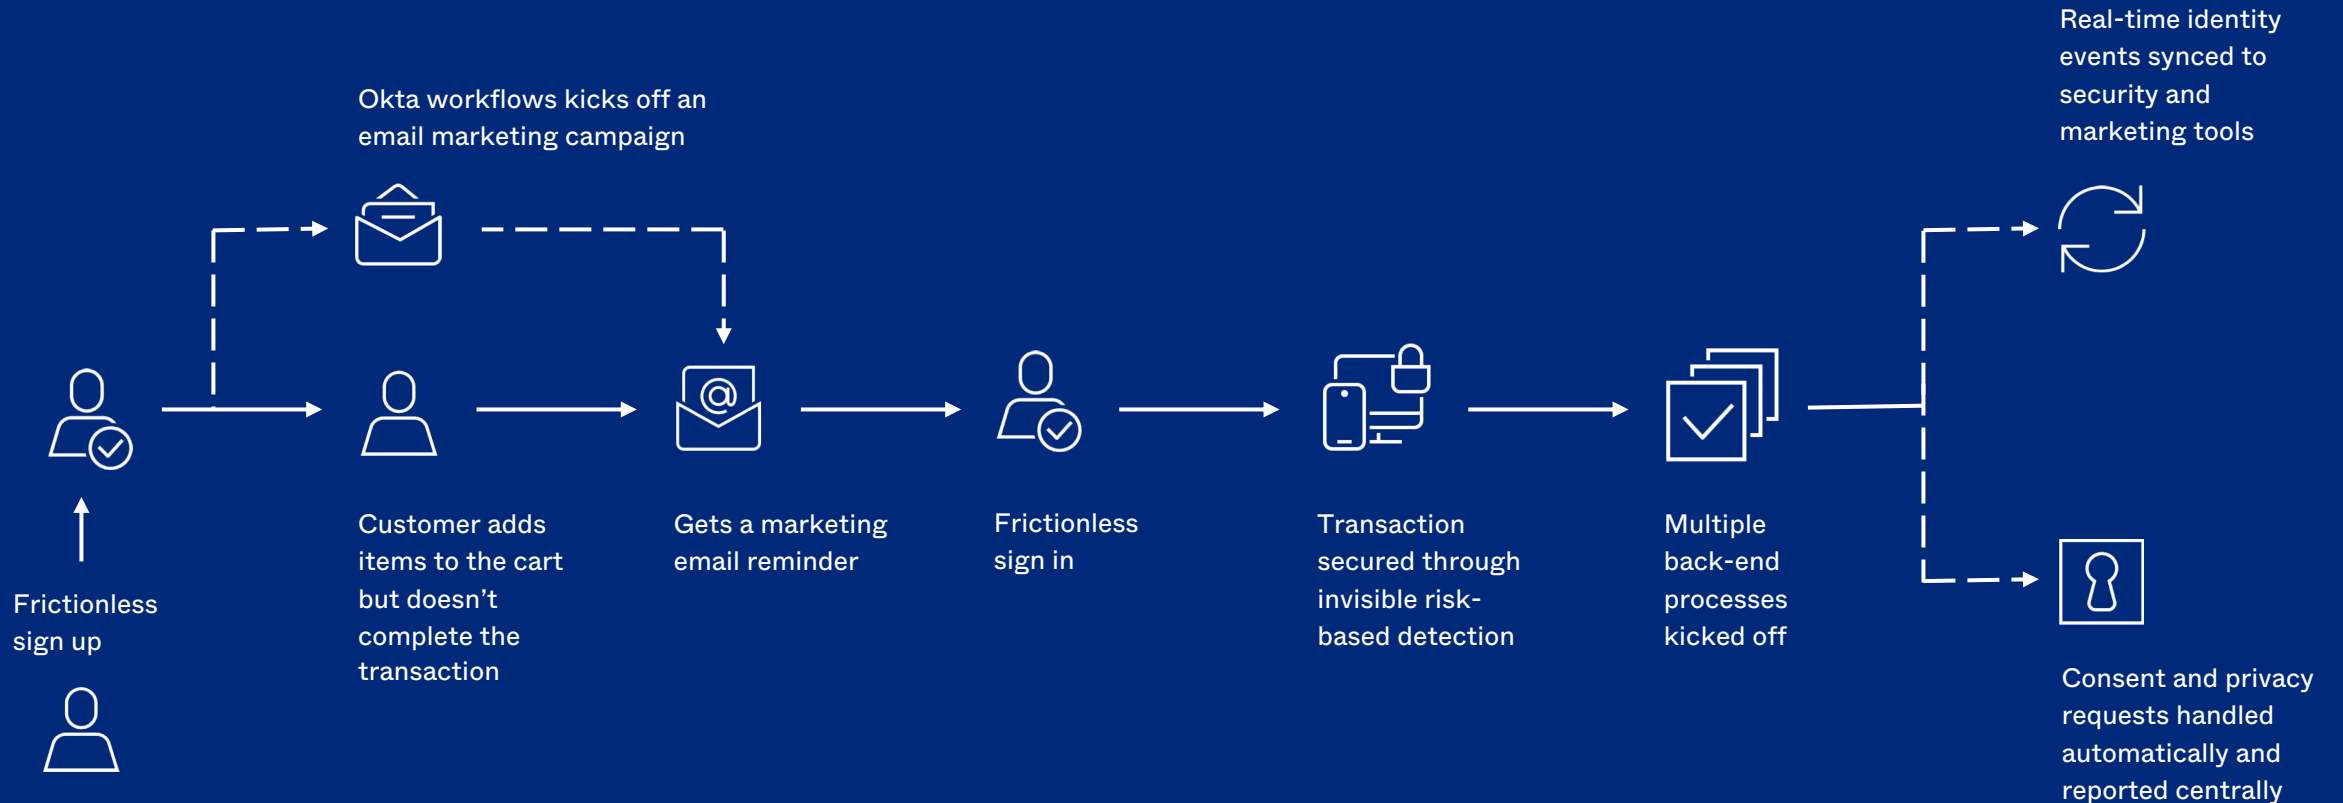 Real-time identity
events synced to
security and
marketing tools
Okta workflows kicks off an
email marketing campaign
Frictionless
sign up
Customer adds
items to the cart
but doesn’t
complete the
transaction
Gets a marketing
email reminder
Frictionless
sign in
Transaction
secured through
invisible risk-
based detection
Multiple
back-end
processes
kicked off
Consent and privacy
requests handled
automatically and
reported centrally